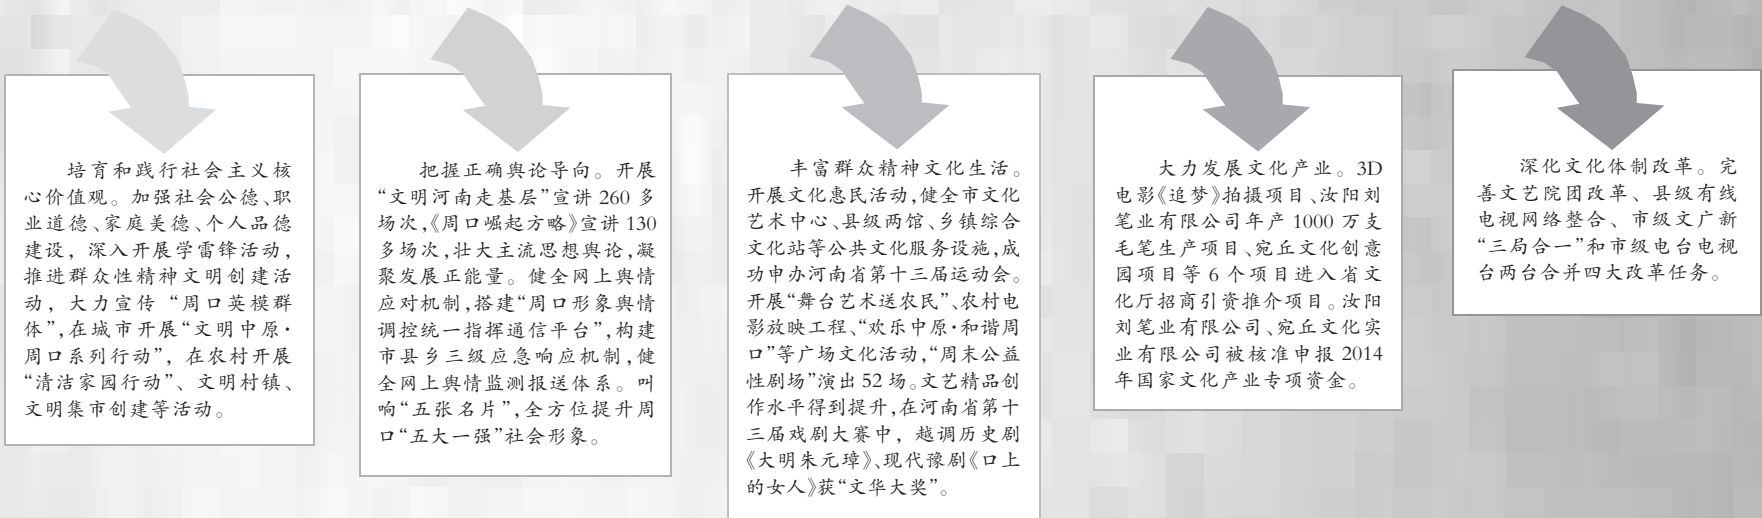 培育和践行社会主义核
心价值观。加强社会公德、职
业道德、家庭美德、个人品德
建设，深入开展学雷锋活动，
推进群众性精神文明创建活
动，大力宣传“周口英模群
体”，在城市开展“文明中原·
周口系列行动”，在农村开展
“清洁家园行动”、文明村镇、
文明集市创建等活动。
把握正确舆论导向。开展
“文明河南走基层”宣讲 260 多
场次，《周口崛起方略》宣讲 130
多场次，壮大主流思想舆论，凝
聚发展正能量。健全网上舆情
应对机制，搭建“周口形象舆情
调控统一指挥通信平台”，构建
市县乡三级应急响应机制，健
全网上舆情监测报送体系。叫
响“五张名片”，全方位提升周
口“五大一强”社会形象。
丰富群众精神文化生活。
开展文化惠民活动，健全市文化
艺术中心、县级两馆、乡镇综合
文化站等公共文化服务设施，成
功申办河南省第十三届运动会。
开展“舞台艺术送农民”、农村电
影放映工程、“欢乐中原·和谐周
口”等广场文化活动，“周末公益
性剧场”演出 52 场。文艺精品创
作水平得到提升，在河南省第十
三届戏剧大赛中，越调历史剧
《大明朱元璋》、现代豫剧《口上
的女人》获“文华大奖”。
大力发展文化产业。3D
电影《追梦》拍摄项目、汝阳刘
笔业有限公司年产 1000 万支
毛笔生产项目、宛丘文化创意
园项目等 6 个项目进入省文
化厅招商引资推介项目。汝阳
刘笔业有限公司、宛丘文化实
业有限公司被核准申报 2014
年国家文化产业专项资金。
深化文化体制改革。完
善文艺院团改革、县级有线
电视网络整合、市级文广新
“三局合一”和市级电台电视
台两台合并四大改革任务。